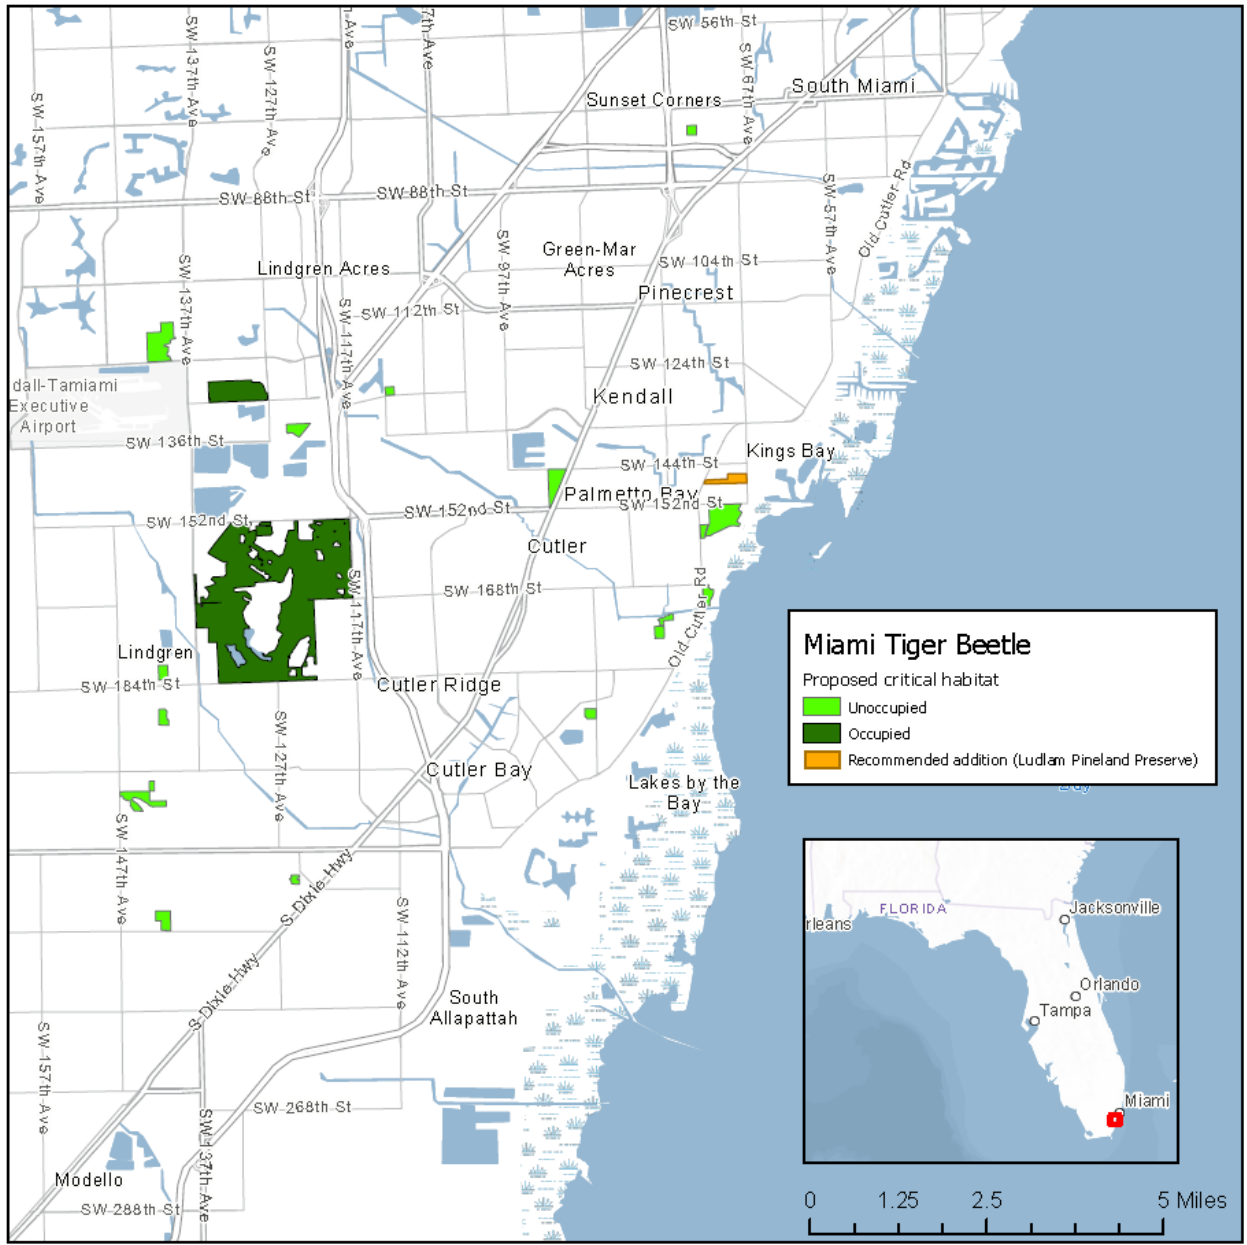 SW 56th St
SW 137th Ave
n-Ave
7th Ave
SW 127th Ave
SW 67th Ave
South Miami
Sunset Corners
SW 157th Ave
SW 88th St
SW 88th St
SW 57th Ave
Old Cutler Rd
Green-Mar
Acres
SW 97th Ave
SW 104th St
Lindgren Acres
SW 137th Ave
Pinecrest
SW 112th St
SW 117th Ave
SW 124th St
dall-Tamiami
Executive
Airport
Kendall
SW 136th St
Kings Bay
SW 144th St
Palmetto Bay
SW 152nd St
SW 152nd St
SW 152nd St
Cutler
SW 168th St
SW 117th Ave
Old Cutler Rd
Lindgren
SW 184th St
Cutler Ridge
SW 127th Ave
Cutler Bay
Lakes by the
Bay
SW 147th Ave
S Dixie Hwy
SW 112th Ave
S Dixie Hwy
South
Allapattah
SW 157th Ave
SW 268th St
SW 137th Ave
Modello
SW 288th St
Miami Tiger Beetle
Proposed critical habitat
Unoccupied
Occupied
Recommended addition (Ludlam Pineland Preserve)
FLORIDA
Jacksonville
rleans
Orlando
Tampa
Miami
0 1.25 2.5 5 Miles